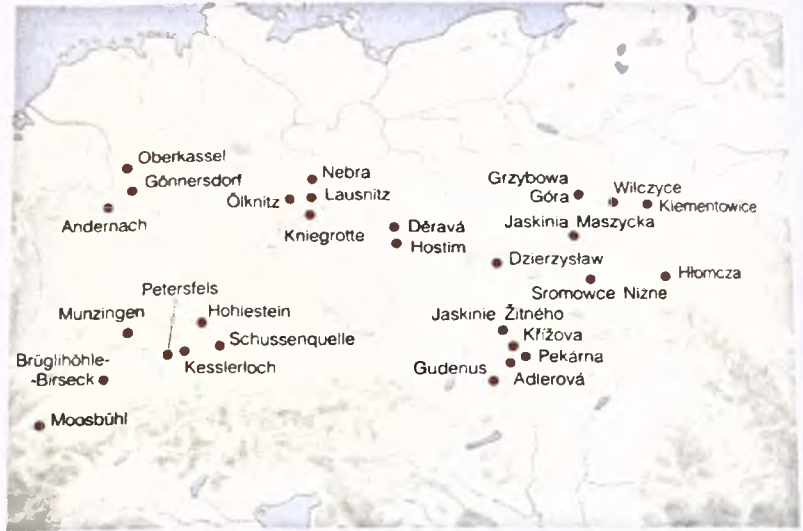 Oberkassel
Gönnersdorf
Andernach
Nebra
Ölknitz
Lausnitz
Kniegrotte
Děravá
Hostim
Grzybowa
Góra
Wilczyce
Klementowice
Jaskinia Maszycka
Dzierzysław
Hłomcza
Sromowce Niżne
Petersfels
Munzingen
Hohlestein
Schussenquelle
Kesslerloch
Brüglihöhle-
-Birseck
Moosbühl
Jaskinie Žitného
Křížova
Pekárna
Gudenus
Adlerová